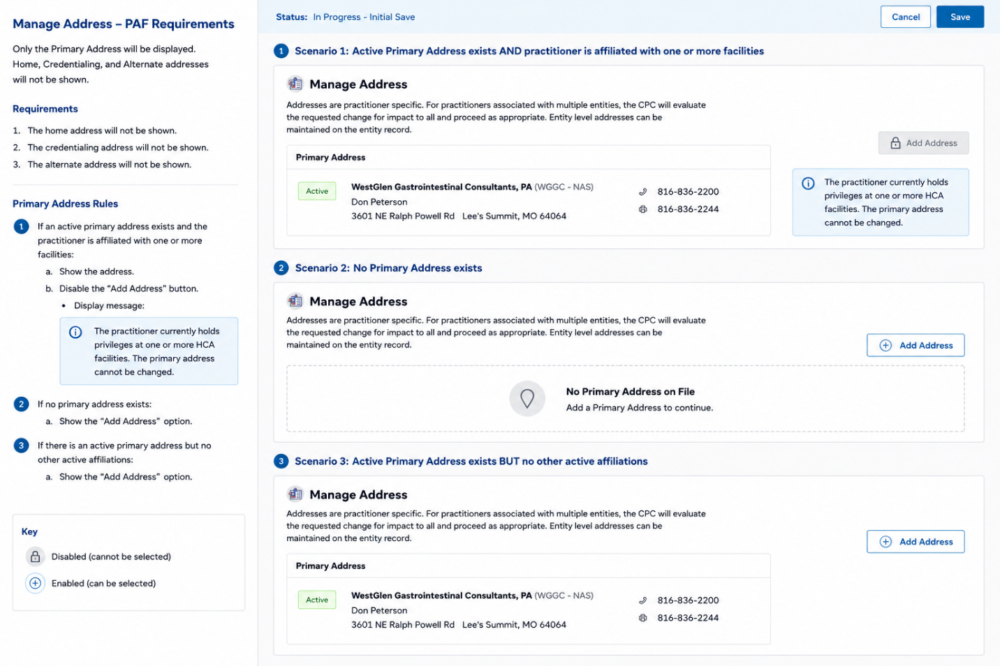 Manage Address – PAF Requirements
Only the Primary Address will be displayed.
Home, Credentialing, and Alternate addresses
will not be shown.
Requirements
1. The home address will not be shown.
2. The credentialing address will not be shown.
3. The alternate address will not be shown.
Primary Address Rules
1 If an active primary address exists and the
practitioner is affiliated with one or more
facilities:
a. Show the address.
b. Disable the “Add Address” button.
• Display message:
The practitioner currently holds
privileges at one or more HCA
facilities. The primary address
cannot be changed.
2 If no primary address exists:
a. Show the “Add Address” option.
3 If there is an active primary address but no
other active affiliations:
a. Show the “Add Address” option.
Key
Disabled (cannot be selected)
Enabled (can be selected)
Status: In Progress - Initial Save
Cancel
Save
1 Scenario 1: Active Primary Address exists AND practitioner is affiliated with one or more facilities
Manage Address
Addresses are practitioner specific. For practitioners associated with multiple entities, the CPC will evaluate
the requested change for impact to all and proceed as appropriate. Entity level addresses can be
maintained on the entity record.
Add Address
Primary Address
Active
WestGlen Gastrointestinal Consultants, PA (WGGC - NAS)
Don Peterson
3601 NE Ralph Powell Rd Lee's Summit, MO 64064
816-836-2200
816-836-2244
The practitioner currently holds
privileges at one or more HCA
facilities. The primary address
cannot be changed.
2 Scenario 2: No Primary Address exists
Manage Address
Addresses are practitioner specific. For practitioners associated with multiple entities, the CPC will evaluate
the requested change for impact to all and proceed as appropriate. Entity level addresses can be
maintained on the entity record.
Add Address
No Primary Address on File
Add a Primary Address to continue.
3 Scenario 3: Active Primary Address exists BUT no other active affiliations
Manage Address
Addresses are practitioner specific. For practitioners associated with multiple entities, the CPC will evaluate
the requested change for impact to all and proceed as appropriate. Entity level addresses can be
maintained on the entity record.
Add Address
Primary Address
Active
WestGlen Gastrointestinal Consultants, PA (WGGC - NAS)
Don Peterson
3601 NE Ralph Powell Rd Lee's Summit, MO 64064
816-836-2200
816-836-2244